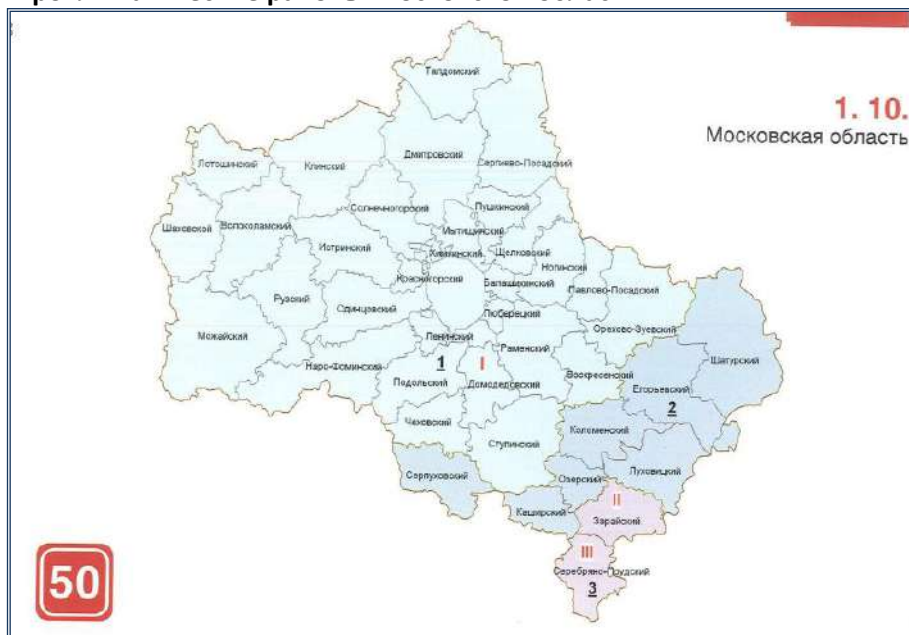 1. 10.
Московская область
Талдомский
Дмитровский
Сергиево-Посадский
Лотошинский
Клинский
Солнечногорский
Пушкинский
Шаховской
Волоколамский
Мытищинский
Истринский
Химкинский
Щелковский
Ногинский
Красногорский
Балашихинский
Павлово-Посадский
Рузский
Одинцовский
Люберецкий
Орехово-Зуевский
Можайский
Ленинский
Раменский
Шатурский
Наро-Фоминский
1
I
Воскресенский
Подольский
Домодедовский
Егорьевский
2
Чеховский
Коломенский
Ступинский
Серпуховский
Озерский
Луховицкий
Каширский
II
Зарайский
III
Серебряно-Прудский
3
50